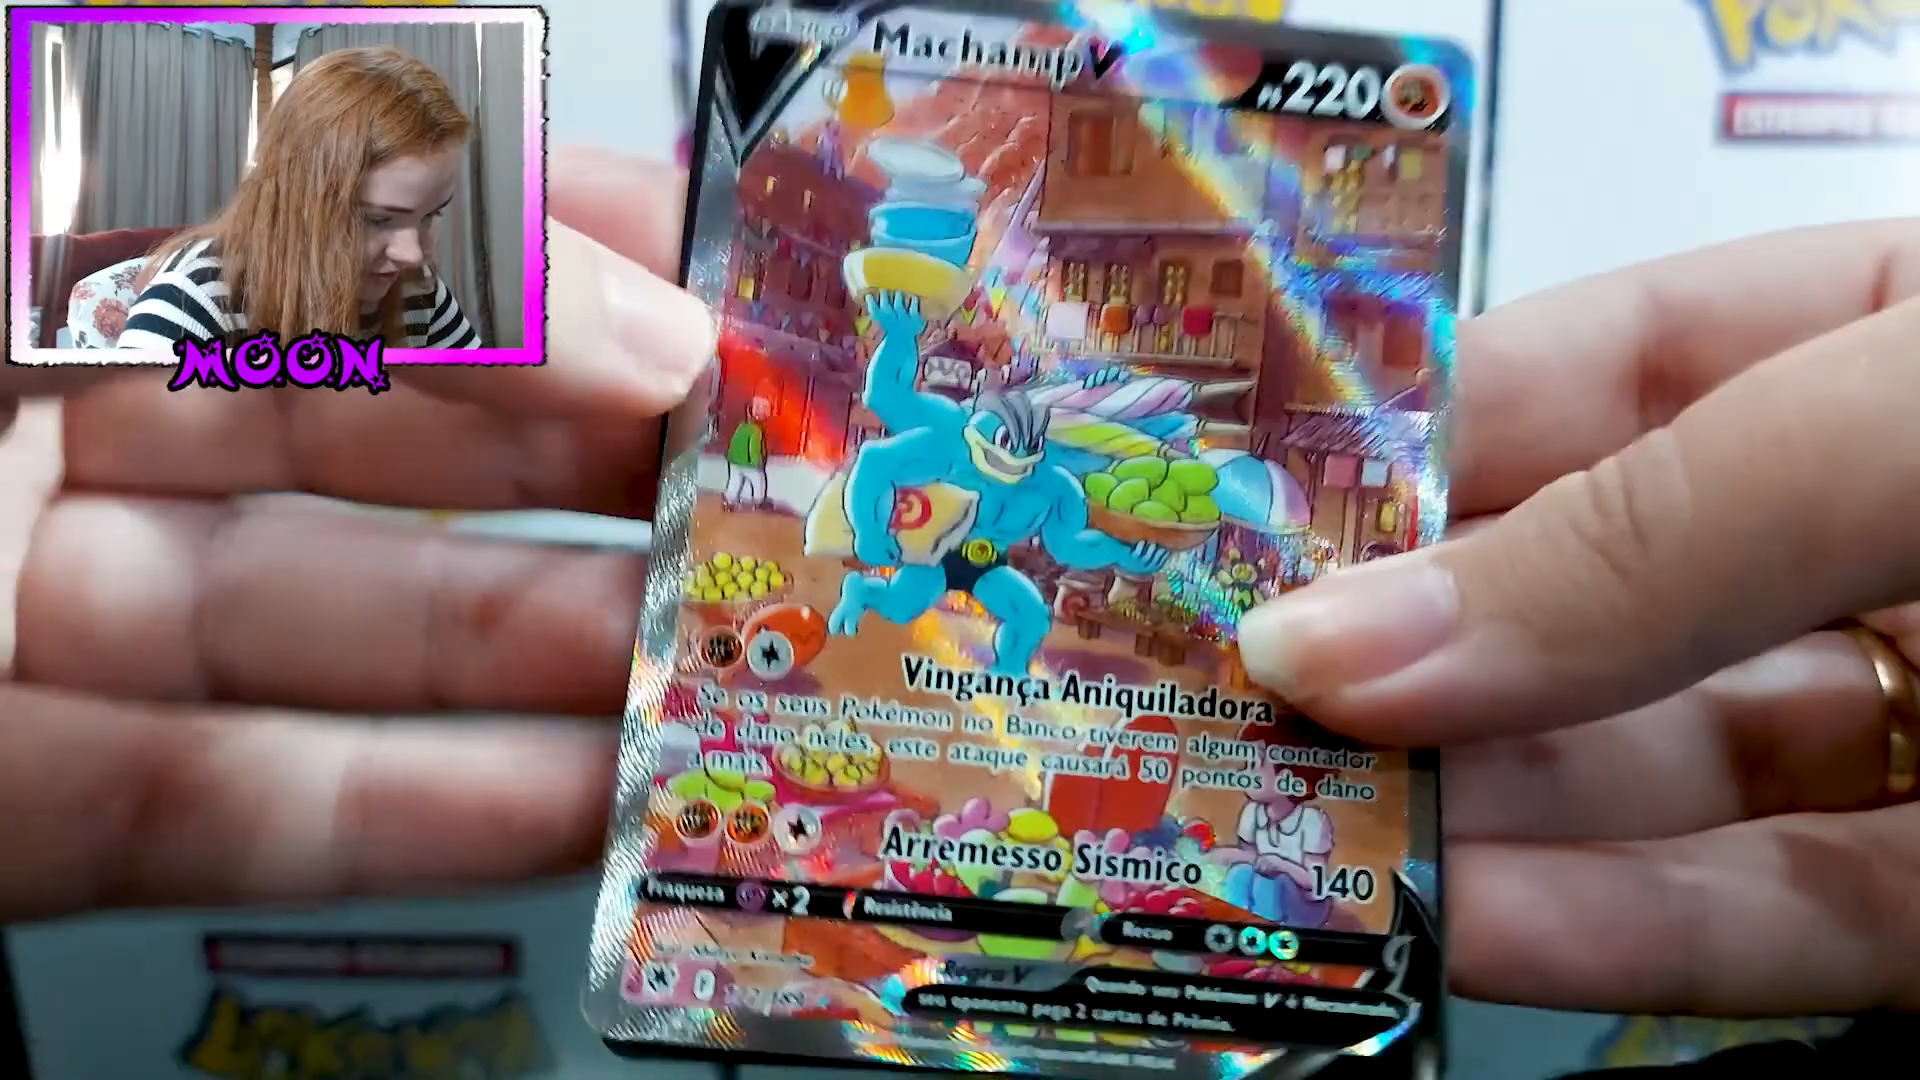 MOON
Machamp V
220
Vingança Aniquiladora
Se os seus Pokémon no Banco tiverem algum contador
de dano neles, este ataque causará 50 pontos de dano
a mais.
Arremesso Sísmico 140
Fraqueza ×2 Resistência Recuo
Regra V
Quando seu Pokémon V é Nocauteado,
seu oponente pega 2 cartas de Prêmio.